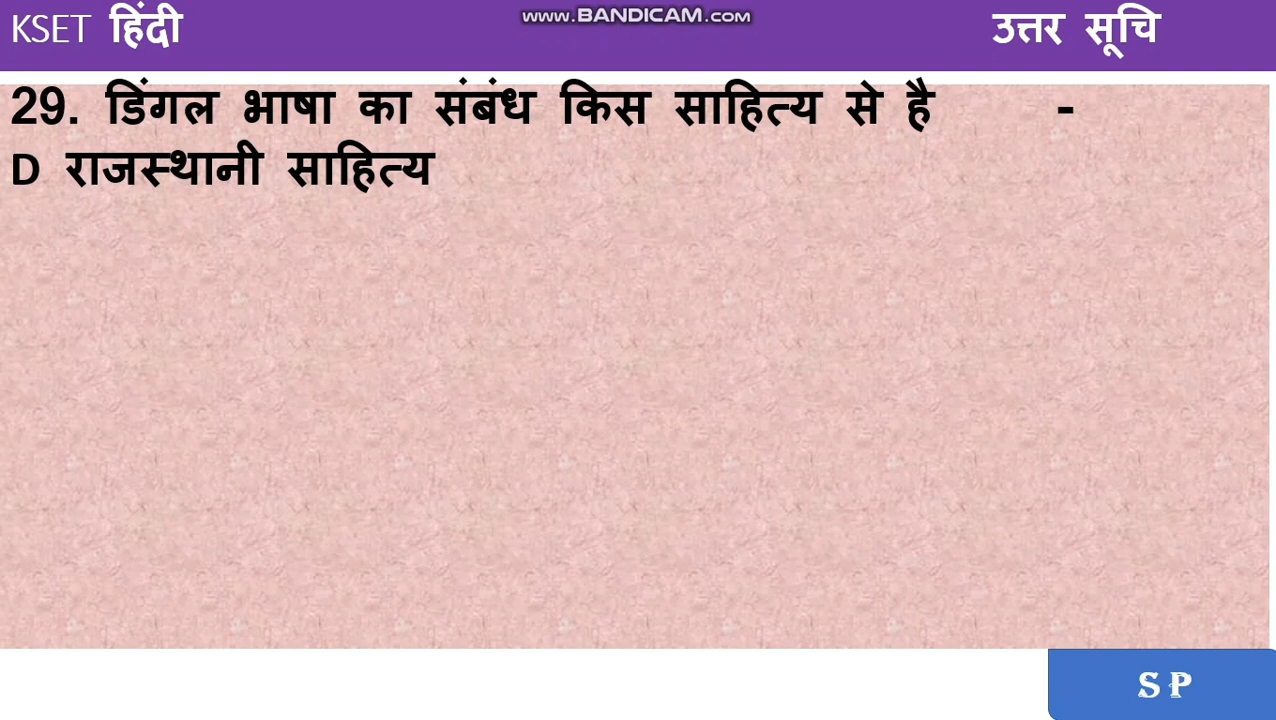 KSET हिंदी
www.BANDICAM.com
उत्तर सूचि
29. डिंगल भाषा का संबंध किस साहित्य से है -
D राजस्थानी साहित्य
S P